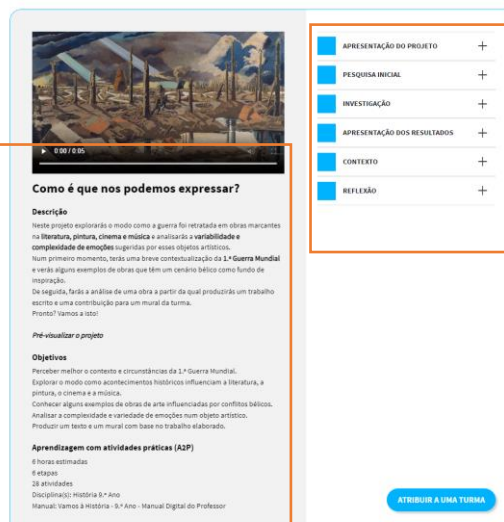 0:00 / 0:05
Como é que nos podemos expressar?
Descrição
Neste projeto explorarás o modo como a guerra foi retratada em obras marcantes
na literatura, pintura, cinema e música e analisarás a variabilidade e
complexidade de emoções sugeridas por esses objetos artísticos.
Num primeiro momento, terás uma breve contextualização da 1.ª Guerra Mundial
e verás alguns exemplos de obras que têm um cenário bélico como fundo de
inspiração.
De seguida, farás a análise de uma obra a partir da qual produzirás um trabalho
escrito e uma contribuição para um mural da turma.
Pronto? Vamos a isto!
Pré-visualizar o projeto
Objetivos
Perceber melhor o contexto e circunstâncias da 1.ª Guerra Mundial.
Explorar o modo como acontecimentos históricos influenciam a literatura, a
pintura, o cinema e a música.
Conhecer alguns exemplos de obras de arte influenciadas por conflitos bélicos.
Analisar a complexidade e variedade de emoções num objeto artístico.
Produzir um texto e um mural com base no trabalho elaborado.
Aprendizagem com atividades práticas (A2P)
6 horas estimadas
6 etapas
28 atividades
Disciplina(s): História 9.º Ano
Manual: Vamos à História - 9.º Ano - Manual Digital do Professor
APRESENTAÇÃO DO PROJETO
PESQUISA INICIAL
INVESTIGAÇÃO
APRESENTAÇÃO DOS RESULTADOS
CONTEXTO
REFLEXÃO
ATRIBUIR A UMA TURMA